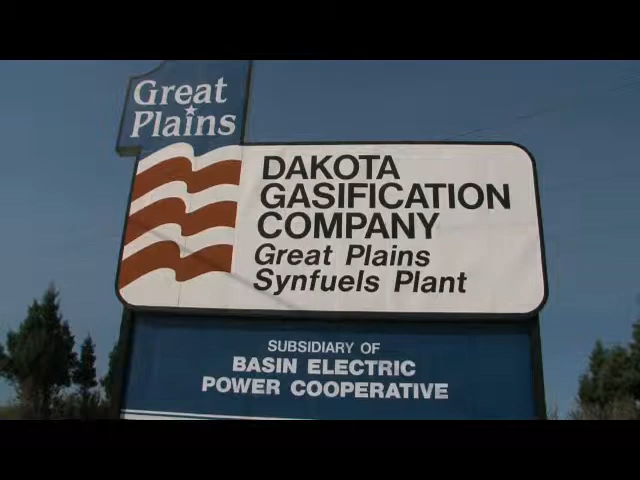 Great
Plains
DAKOTA
GASIFICATION
COMPANY
Great Plains
Synfuels Plant
SUBSIDIARY OF
BASIN ELECTRIC
POWER COOPERATIVE